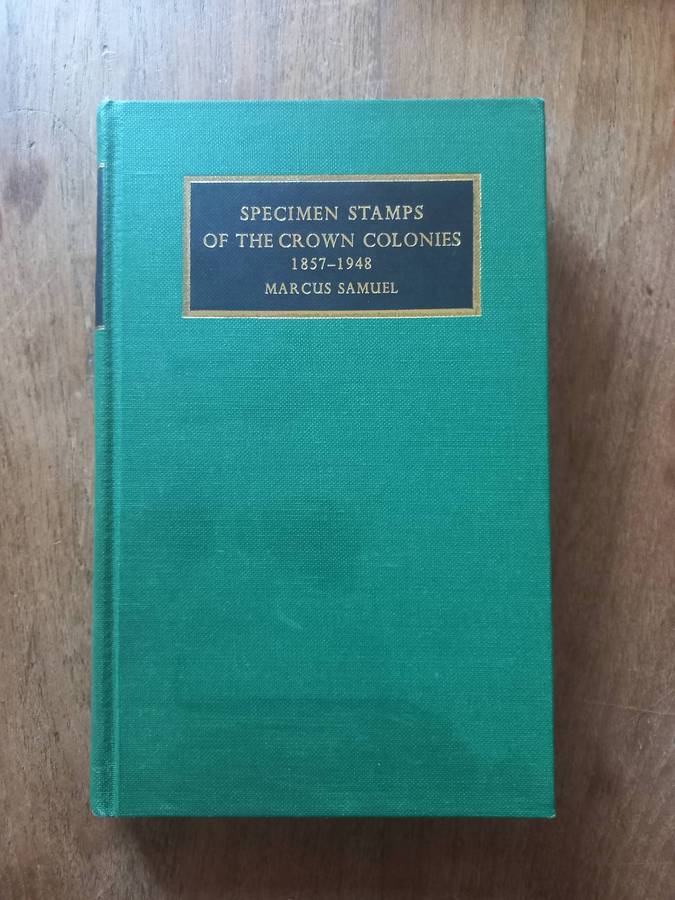 SPECIMEN STAMPS
OF THE CROWN COLONIES
1857–1948
MARCUS SAMUEL